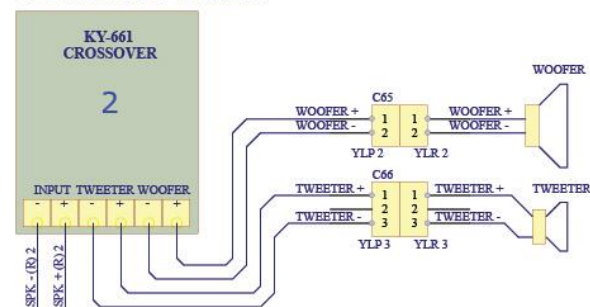 KY-661
CROSSOVER
2
INPUT TWEETER WOOFER
- + - + - +
SPK - (R) 2
SPK + (R) 2
C65
WOOFER + 1 1 WOOFER +
WOOFER - 2 2 WOOFER -
YLP 2 YLR 2
WOOFER
C66
TWEETER + 1 1 TWEETER +
2 2
TWEETER - 3 3 TWEETER -
YLP 3 YLR 3
TWEETER